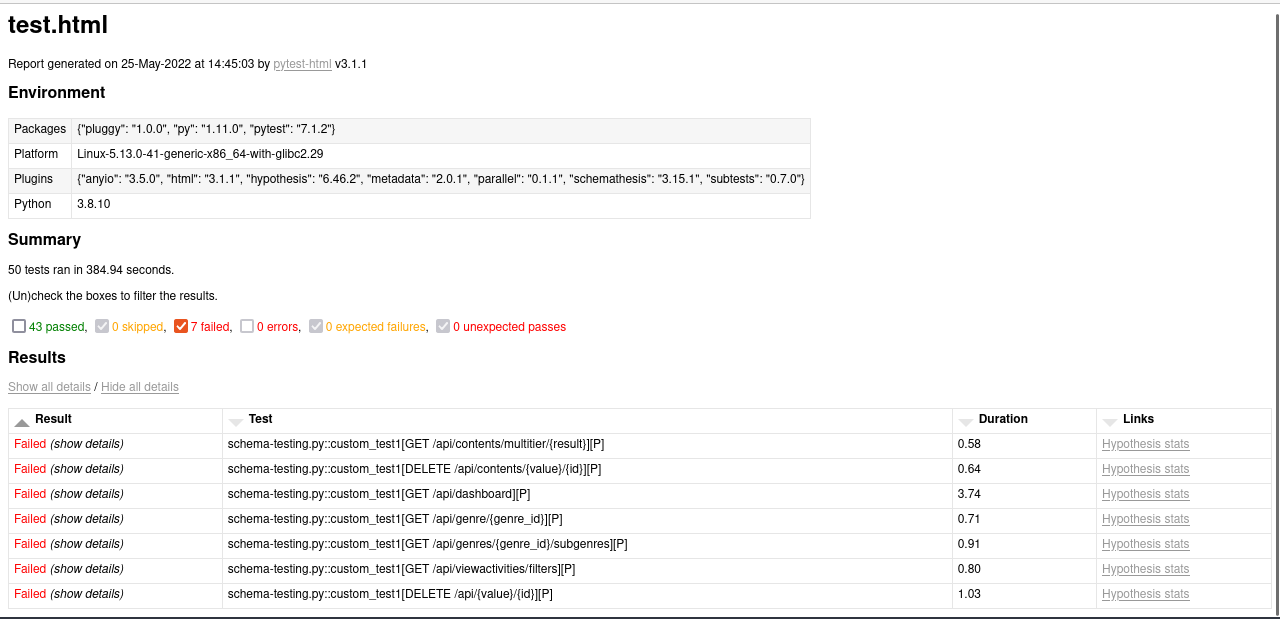 test.html
Report generated on 25-May-2022 at 14:45:03 by pytest-html v3.1.1
Environment
Packages {"pluggy": "1.0.0", "py": "1.11.0", "pytest": "7.1.2"}
Platform Linux-5.13.0-41-generic-x86_64-with-glibc2.29
Plugins {"anyio": "3.5.0", "html": "3.1.1", "hypothesis": "6.46.2", "metadata": "2.0.1", "parallel": "0.1.1", "schemathesis": "3.15.1", "subtests": "0.7.0"}
Python 3.8.10
Summary
50 tests ran in 384.94 seconds.
(Un)check the boxes to filter the results.
43 passed, 0 skipped, 7 failed, 0 errors, 0 expected failures, 0 unexpected passes
Results
Show all details / Hide all details
Result Test Duration Links
Failed (show details) schema-testing.py::custom_test1[GET /api/contents/multitier/{result}][P] 0.58 Hypothesis stats
Failed (show details) schema-testing.py::custom_test1[DELETE /api/contents/{value}/{id}][P] 0.64 Hypothesis stats
Failed (show details) schema-testing.py::custom_test1[GET /api/dashboard][P] 3.74 Hypothesis stats
Failed (show details) schema-testing.py::custom_test1[GET /api/genre/{genre_id}][P] 0.71 Hypothesis stats
Failed (show details) schema-testing.py::custom_test1[GET /api/genres/{genre_id}/subgenres][P] 0.91 Hypothesis stats
Failed (show details) schema-testing.py::custom_test1[GET /api/viewactivities/filters][P] 0.80 Hypothesis stats
Failed (show details) schema-testing.py::custom_test1[DELETE /api/{value}/{id}][P] 1.03 Hypothesis stats